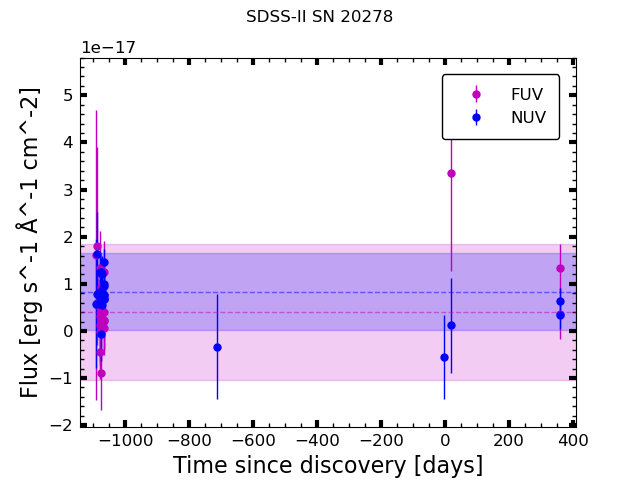 SDSS-II SN 20278
1e−17
FUV
NUV
5
4
3
2
1
0
−1
−2
Flux [erg s^-1 Å^-1 cm^-2]
−1000 −800 −600 −400 −200 0 200 400
Time since discovery [days]